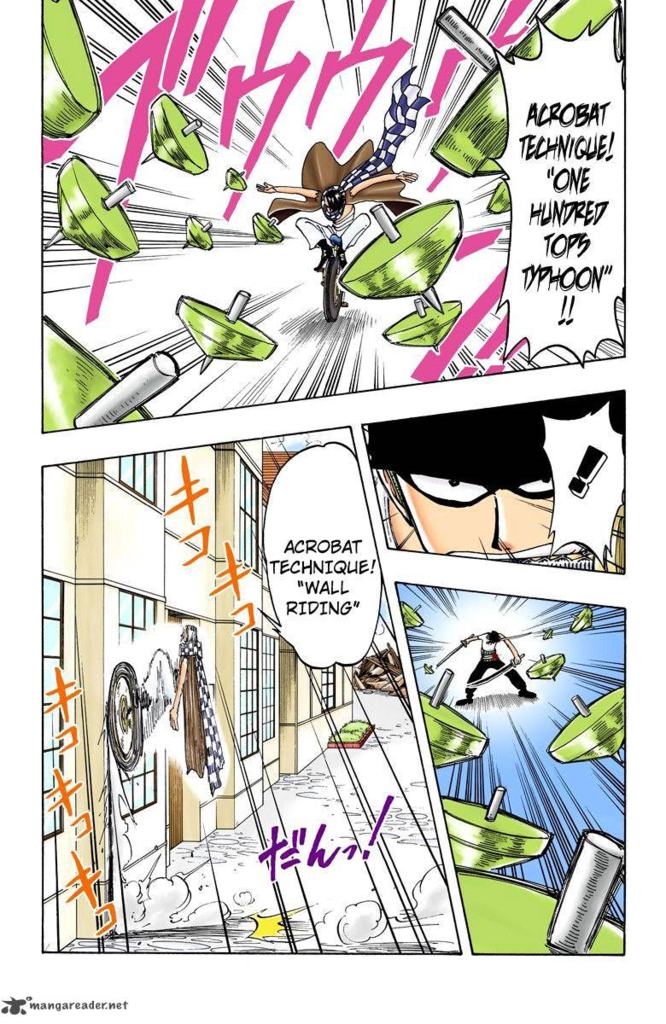 ブウウウ!
ACROBAT
TECHNIQUE!
"ONE
HUNDRED
TOPS
TYPHOON"
!!
!
ACROBAT
TECHNIQUE!
"WALL
RIDING"
キコ
キコ
キコキコキコ
だんっ!
mangareader.net